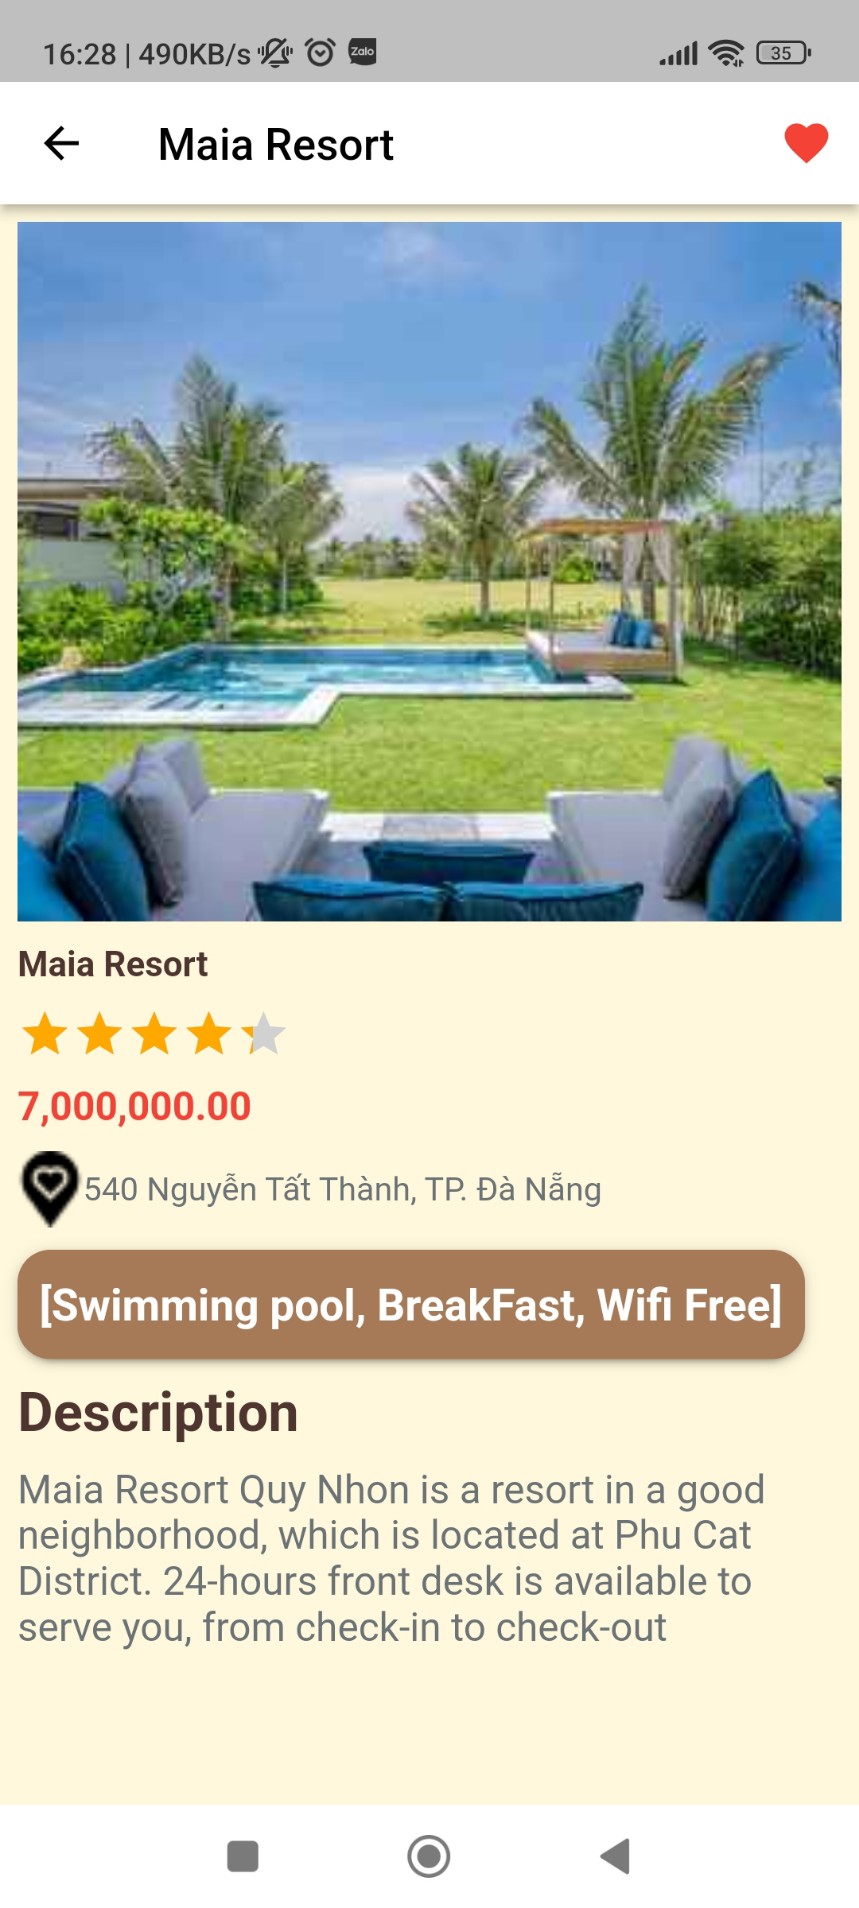 16:28 | 490KB/s Zalo 35
Maia Resort
Maia Resort
7,000,000.00
540 Nguyễn Tất Thành, TP. Đà Nẵng
[Swimming pool, BreakFast, Wifi Free]
Description
Maia Resort Quy Nhon is a resort in a good
neighborhood, which is located at Phu Cat
District. 24-hours front desk is available to
serve you, from check-in to check-out